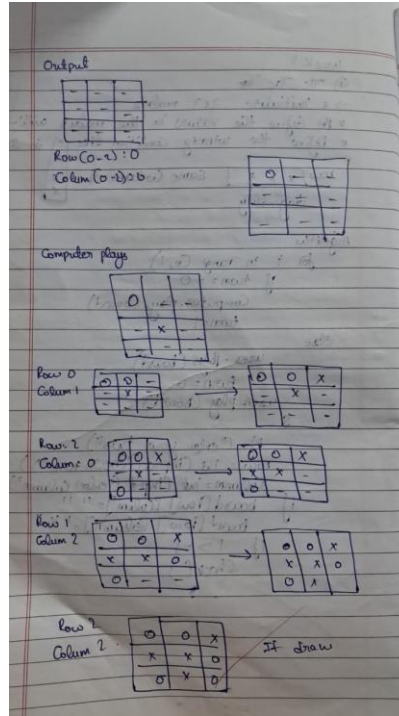 Output
- - -
- - -
- - -
Row (0-2) : 0
Colum (0-2) : 0
O - -
- - -
- - -
Computer plays
O - -
- x -
- - -
Row 0
Colum 1
O O -
- x -
- - -
→
O O x
- x -
- - -
Row: 2
Colum: 0
O O x
- x -
O - -
→
O O x
x x -
O - -
Row 1
Colum 2
O O x
x x O
O - -
→
O O x
x x O
O x
Row 2
Colum 2
O O x
x x O
O x O
If draw